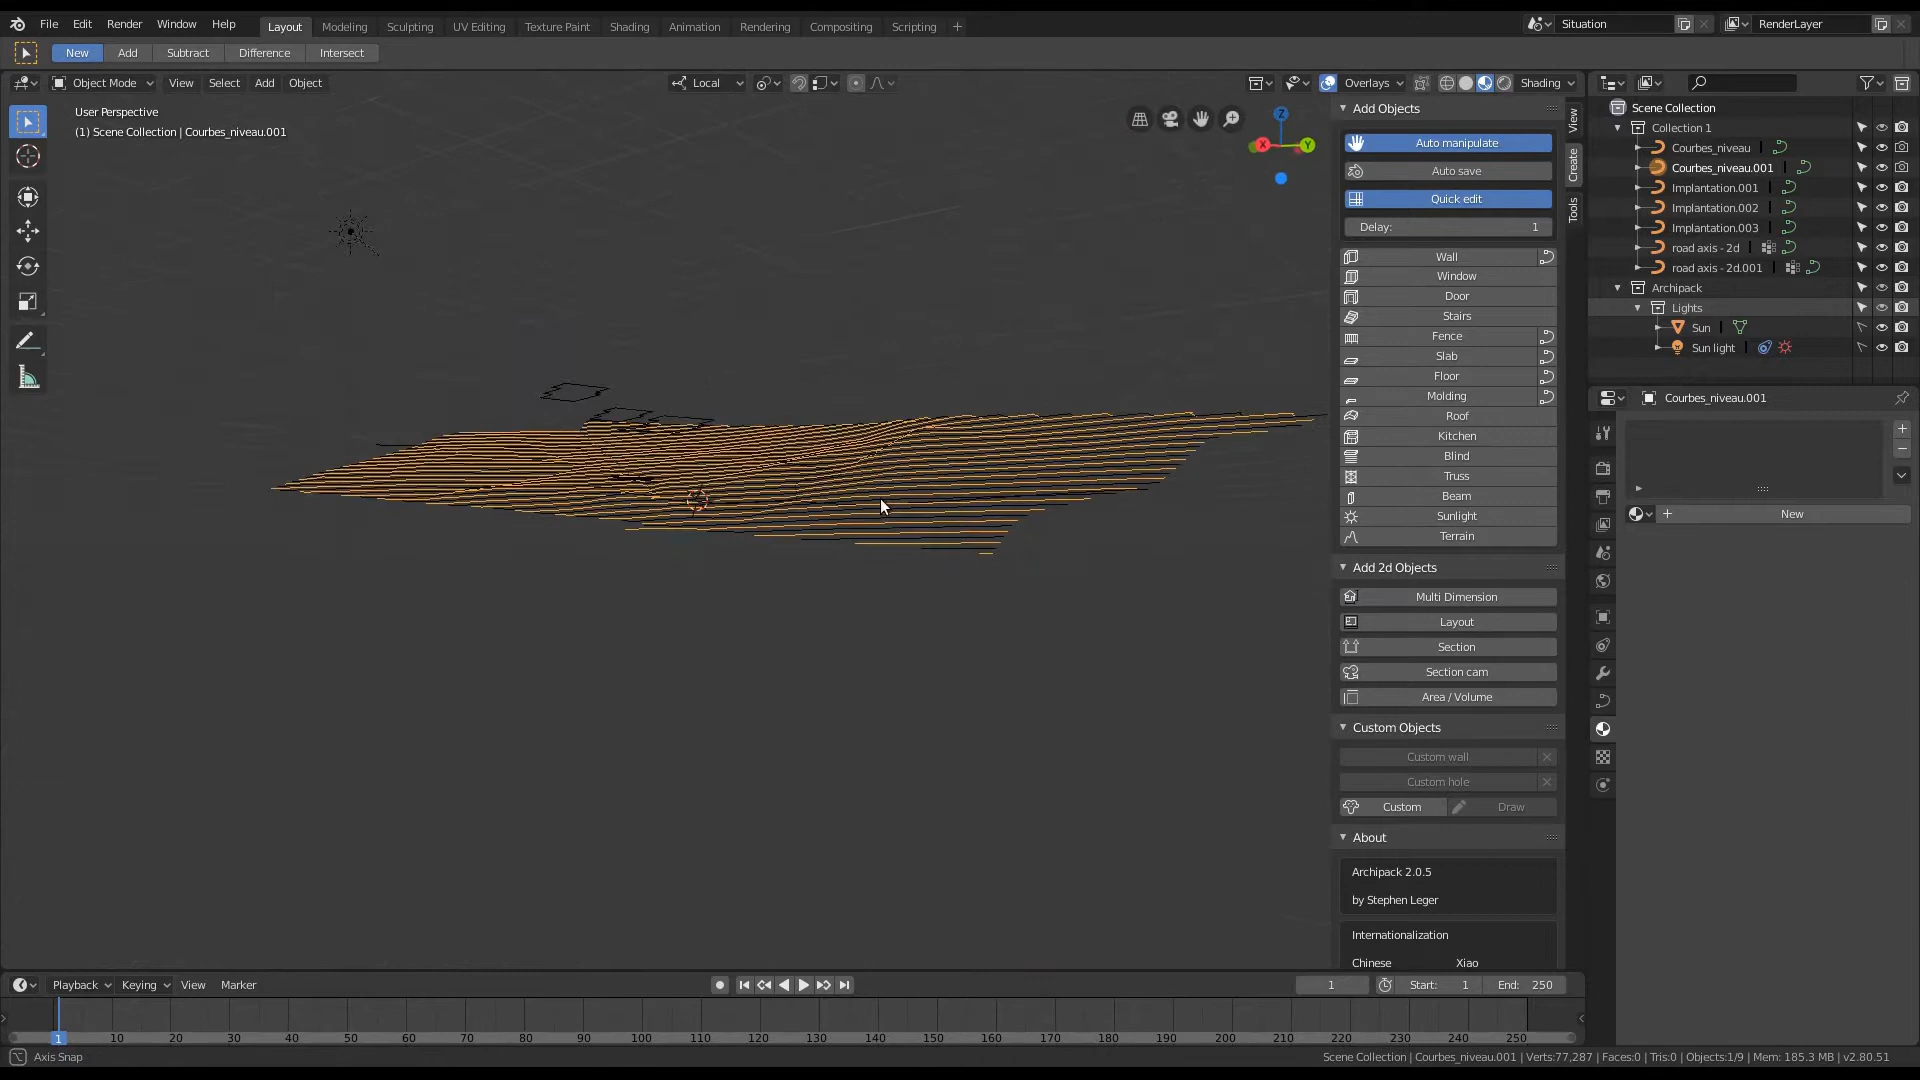 File Edit Render Window Help Layout Modeling Sculpting UV Editing Texture Paint Shading Animation Rendering Compositing Scripting + Situation RenderLayer
New Add Subtract Difference Intersect
Object Mode View Select Add Object Local Overlays Shading
User Perspective
(1) Scene Collection | Courbes_niveau.001
X Y Z
Add Objects
Auto manipulate
Auto save
Quick edit
Delay: 1
Wall
Window
Door
Stairs
Fence
Slab
Floor
Molding
Roof
Kitchen
Blind
Truss
Beam
Sunlight
Terrain
Add 2d Objects
Multi Dimension
Layout
Section
Section cam
Area / Volume
Custom Objects
Custom wall
Custom hole
Custom Draw
About
Archipack 2.0.5
by Stephen Leger
Internationalization
Chinese Xiao
View
Create
Tools
Scene Collection
Collection 1
Courbes_niveau
Courbes_niveau.001
Implantation.001
Implantation.002
Implantation.003
road axis - 2d
road axis - 2d.001
Archipack
Lights
Sun
Sun light
Courbes_niveau.001
New
Playback Keying View Marker 1 Start: 1 End: 250
1 10 20 30 40 50 60 70 80 90 100 110 120 130 140 150 160 170 180 190 200 210 220 230 240 250
Axis Snap Scene Collection | Courbes_niveau.001 | Verts:77,287 | Faces:0 | Tris:0 | Objects:1/9 | Mem: 185.3 MB | v2.80.51